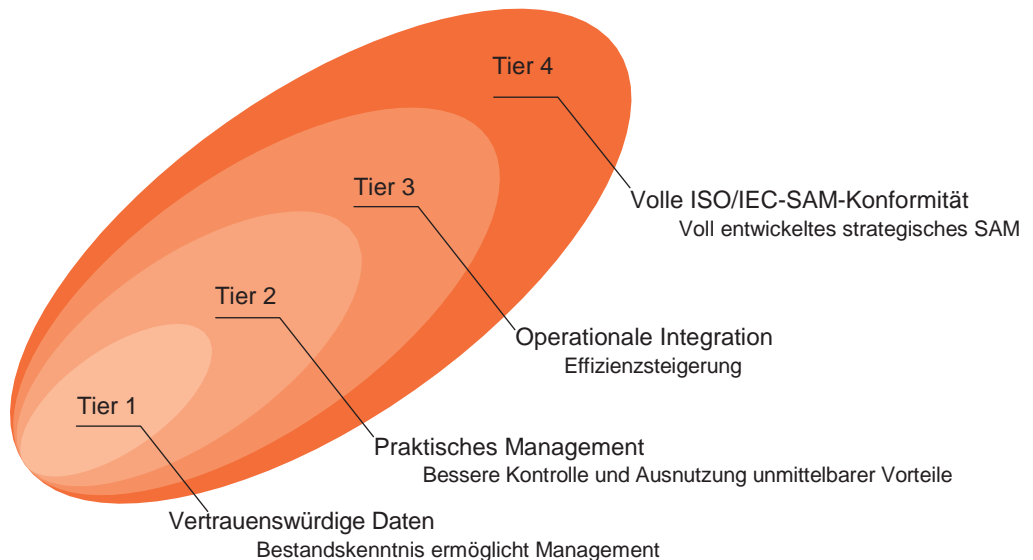 Tier 4
Volle ISO/IEC-SAM-Konformität
Voll entwickeltes strategisches SAM
Tier 3
Operationale Integration
Effizienzsteigerung
Tier 2
Praktisches Management
Bessere Kontrolle und Ausnutzung unmittelbarer Vorteile
Tier 1
Vertrauenswürdige Daten
Bestandskenntnis ermöglicht Management